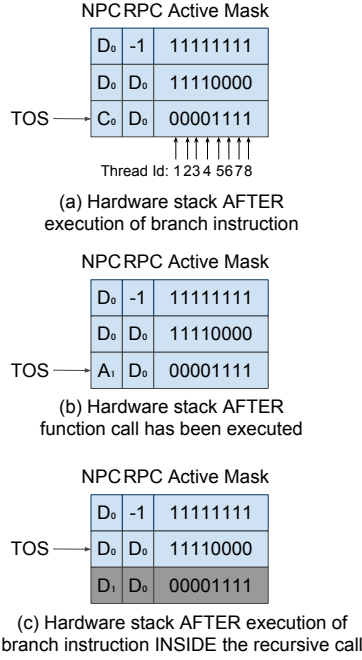 NPC RPC Active Mask
D₀ -1 11111111
D₀ D₀ 11110000
TOS C₀ D₀ 00001111
Thread Id: 1 2 3 4 5 6 7 8
(a) Hardware stack AFTER
execution of branch instruction
NPC RPC Active Mask
D₀ -1 11111111
D₀ D₀ 11110000
TOS A₁ D₀ 00001111
(b) Hardware stack AFTER
function call has been executed
NPC RPC Active Mask
D₀ -1 11111111
TOS D₀ D₀ 11110000
D₁ D₀ 00001111
(c) Hardware stack AFTER execution of
branch instruction INSIDE the recursive call